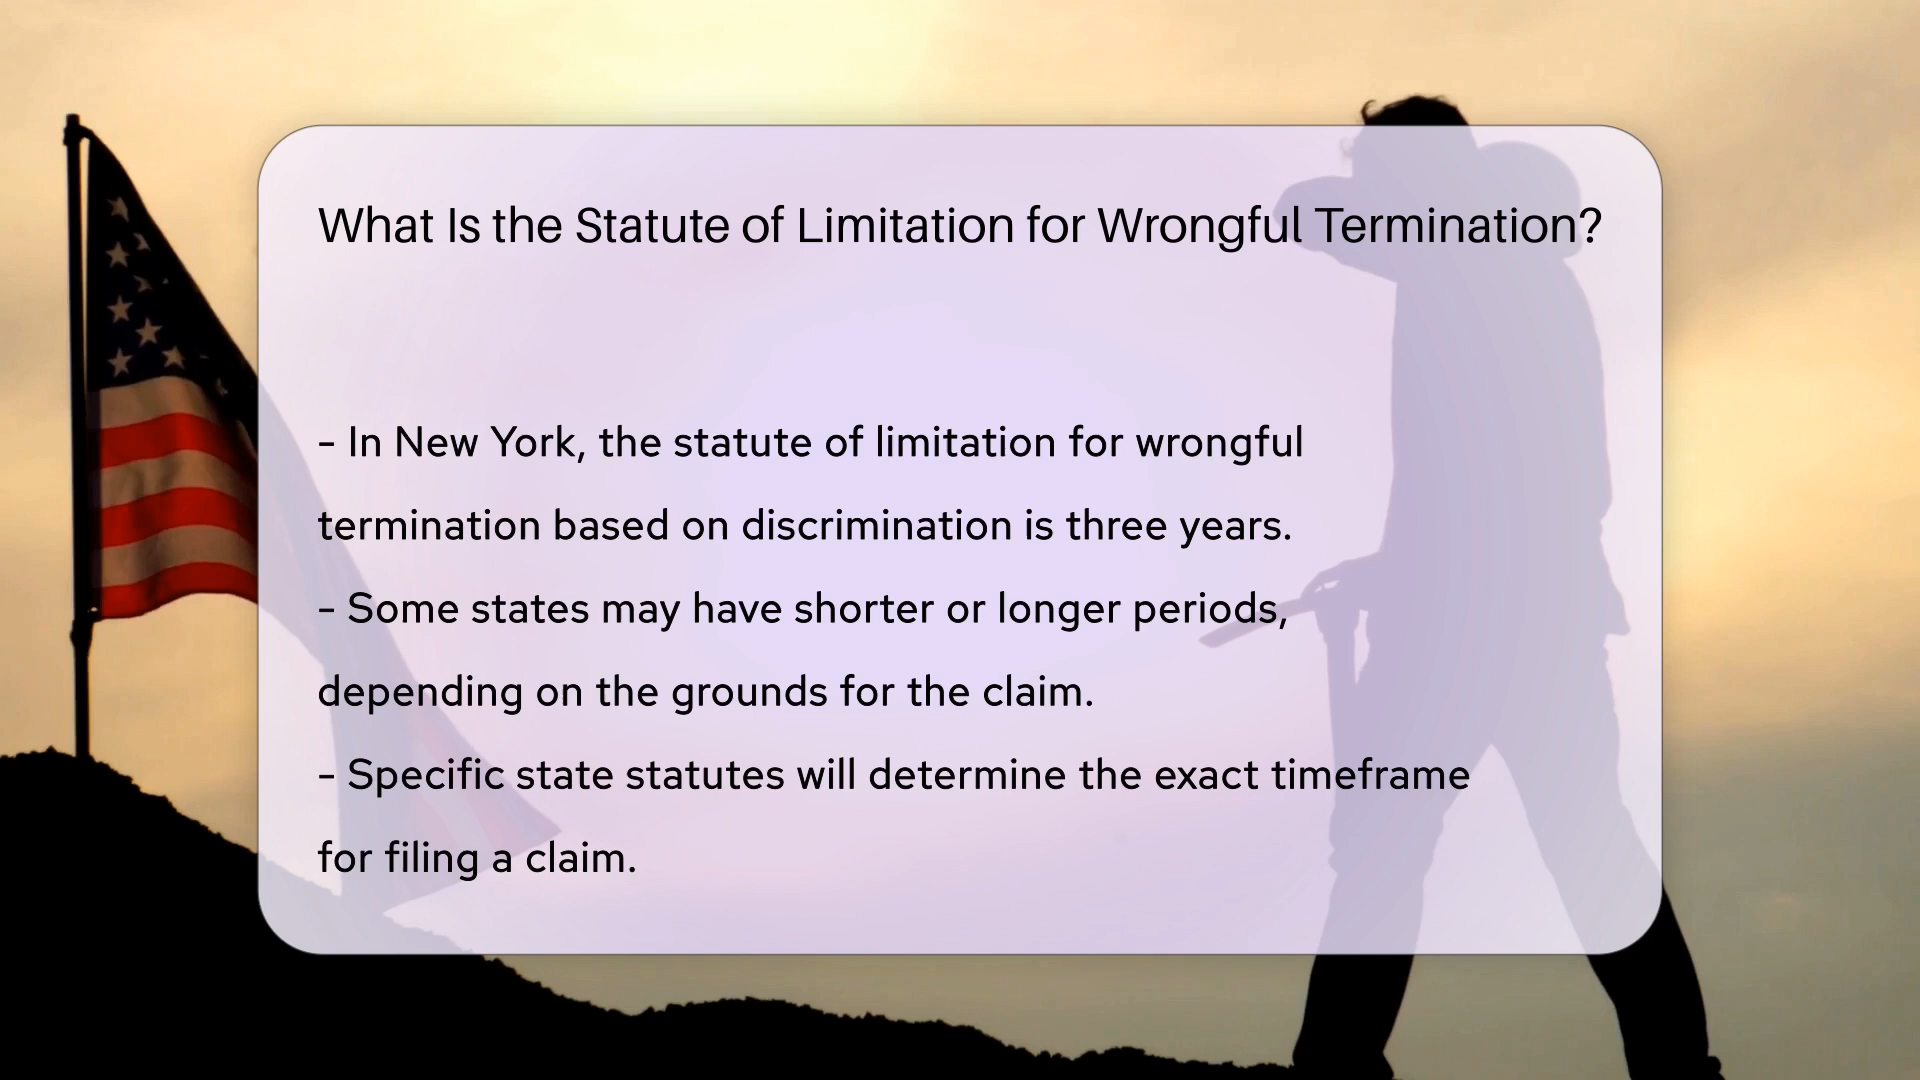 What Is the Statute of Limitation for Wrongful Termination?
- In New York, the statute of limitation for wrongful
termination based on discrimination is three years.
- Some states may have shorter or longer periods,
depending on the grounds for the claim.
- Specific state statutes will determine the exact timeframe
for filing a claim.